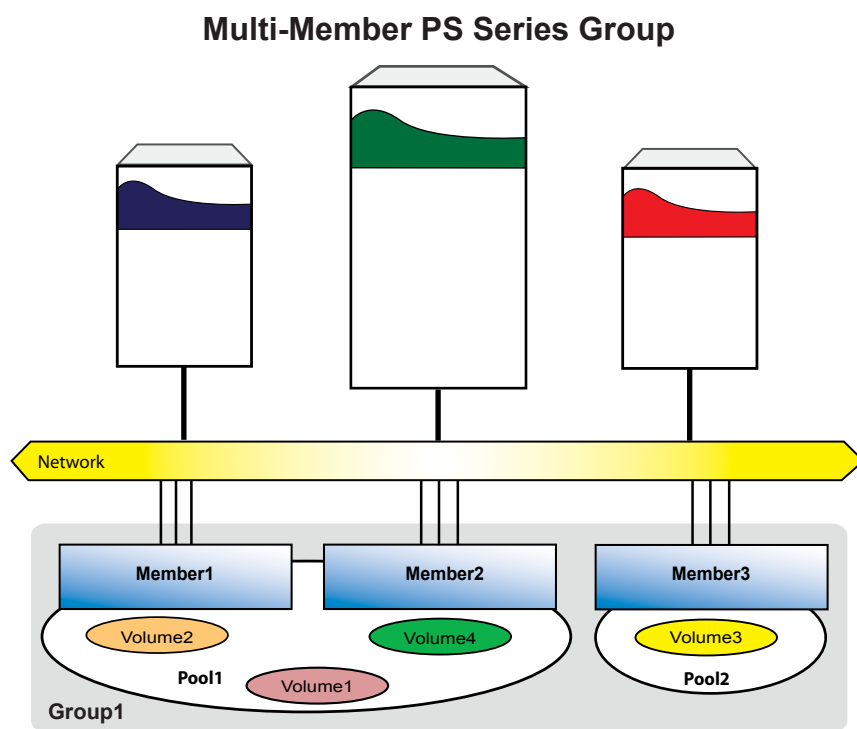 Multi-Member PS Series Group
Network
Member1
Member2
Member3
Volume2
Volume4
Volume3
Pool1
Volume1
Pool2
Group1